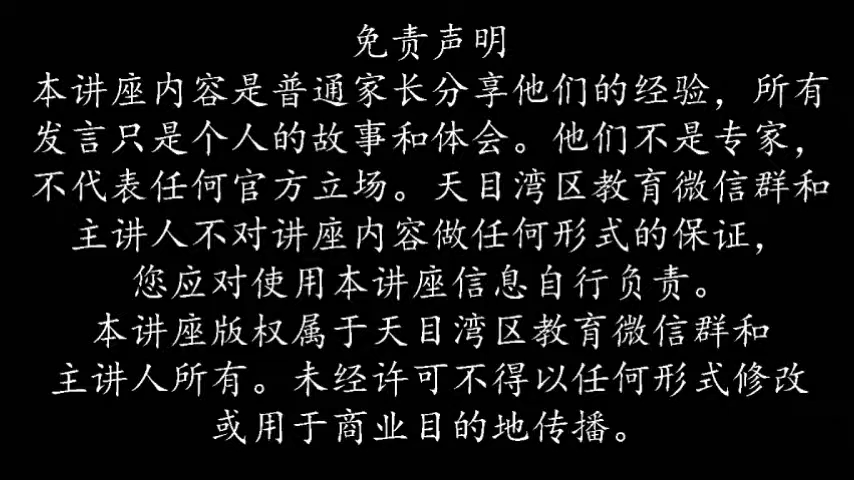 免责声明
本讲座内容是普通家长分享他们的经验，所有
发言只是个人的故事和体会。他们不是专家，
不代表任何官方立场。天目湾区教育微信群和
主讲人不对讲座内容做任何形式的保证，
您应对使用本讲座信息自行负责。
本讲座版权属于天目湾区教育微信群和
主讲人所有。未经许可不得以任何形式修改
或用于商业目的地传播。